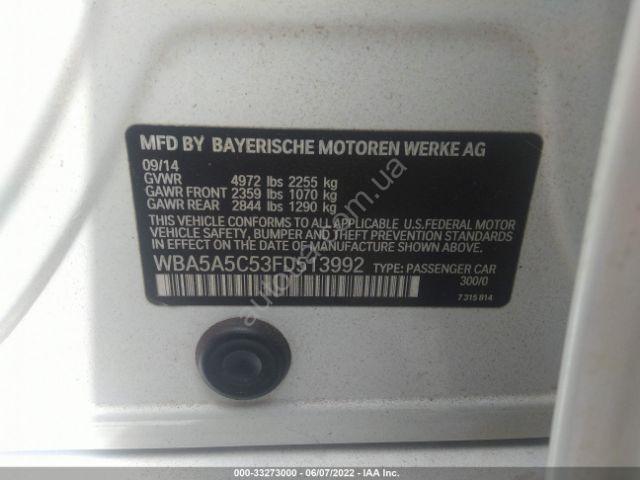 MFD BY BAYERISCHE MOTOREN WERKE AG
09/14
GVWR 4972 lbs 2255 kg
GAWR FRONT 2359 lbs 1070 kg
GAWR REAR 2844 lbs 1290 kg
THIS VEHICLE CONFORMS TO ALL APPLICABLE U.S.FEDERAL MOTOR
VEHICLE SAFETY, BUMPER AND THEFT PREVENTION STANDARDS
IN EFFECT ON THE DATE OF MANUFACTURE SHOWN ABOVE.
WBA5A5C53FD513992 TYPE: PASSENGER CAR
300/0
7 315 814
autobax.com.ua
000-33273000 - 06/07/2022 - IAA Inc.